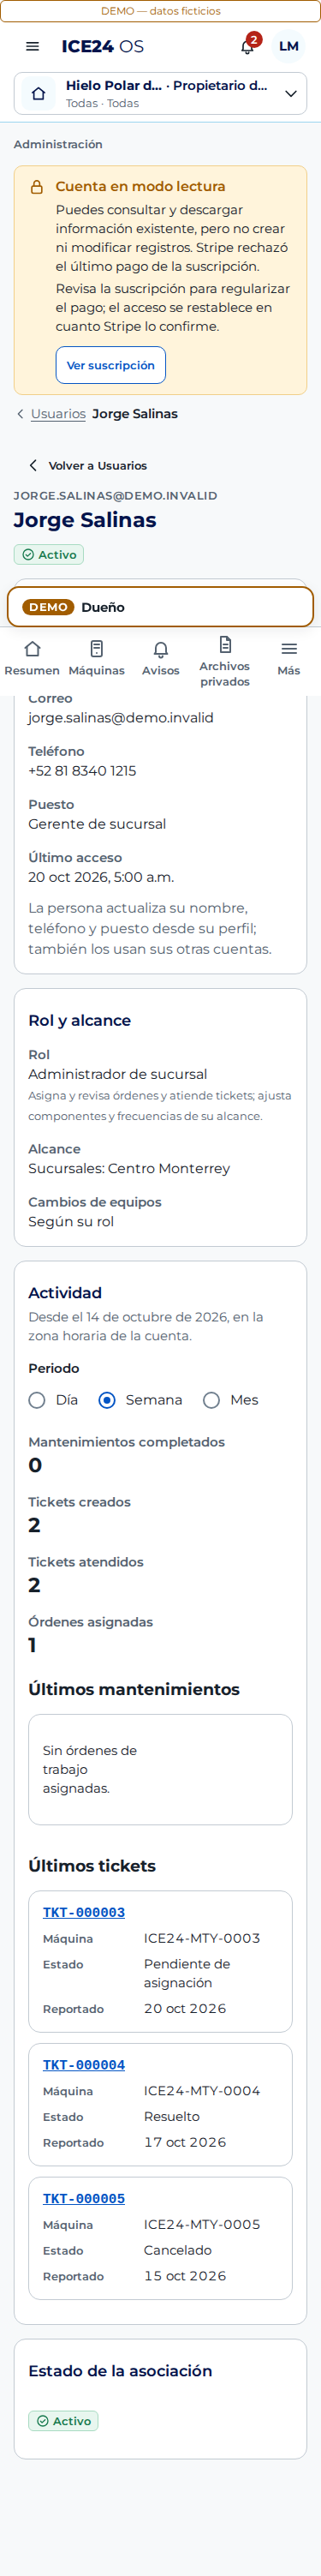 DEMO — datos ficticios
ICE24 OS
2
LM
Hielo Polar d... · Propietario d...
Todas · Todas
Administración
Cuenta en modo lectura
Puedes consultar y descargar
información existente, pero no crear
ni modificar registros. Stripe rechazó
el último pago de la suscripción.
Revisa la suscripción para regularizar
el pago; el acceso se restablece en
cuanto Stripe lo confirme.
Ver suscripción
Usuarios Jorge Salinas
Volver a Usuarios
JORGE.SALINAS@DEMO.INVALID
Jorge Salinas
Activo
DEMO Dueño
Resumen
Máquinas
Avisos
Archivos
privados
Más
Correo
jorge.salinas@demo.invalid
Teléfono
+52 81 8340 1215
Puesto
Gerente de sucursal
Último acceso
20 oct 2026, 5:00 a.m.
La persona actualiza su nombre,
teléfono y puesto desde su perfil;
también los usan sus otras cuentas.
Rol y alcance
Rol
Administrador de sucursal
Asigna y revisa órdenes y atiende tickets; ajusta
componentes y frecuencias de su alcance.
Alcance
Sucursales: Centro Monterrey
Cambios de equipos
Según su rol
Actividad
Desde el 14 de octubre de 2026, en la
zona horaria de la cuenta.
Periodo
Día Semana Mes
Mantenimientos completados
0
Tickets creados
2
Tickets atendidos
2
Órdenes asignadas
1
Últimos mantenimientos
Sin órdenes de
trabajo
asignadas.
Últimos tickets
TKT-000003
Máquina ICE24-MTY-0003
Estado Pendiente de
asignación
Reportado 20 oct 2026
TKT-000004
Máquina ICE24-MTY-0004
Estado Resuelto
Reportado 17 oct 2026
TKT-000005
Máquina ICE24-MTY-0005
Estado Cancelado
Reportado 15 oct 2026
Estado de la asociación
Activo